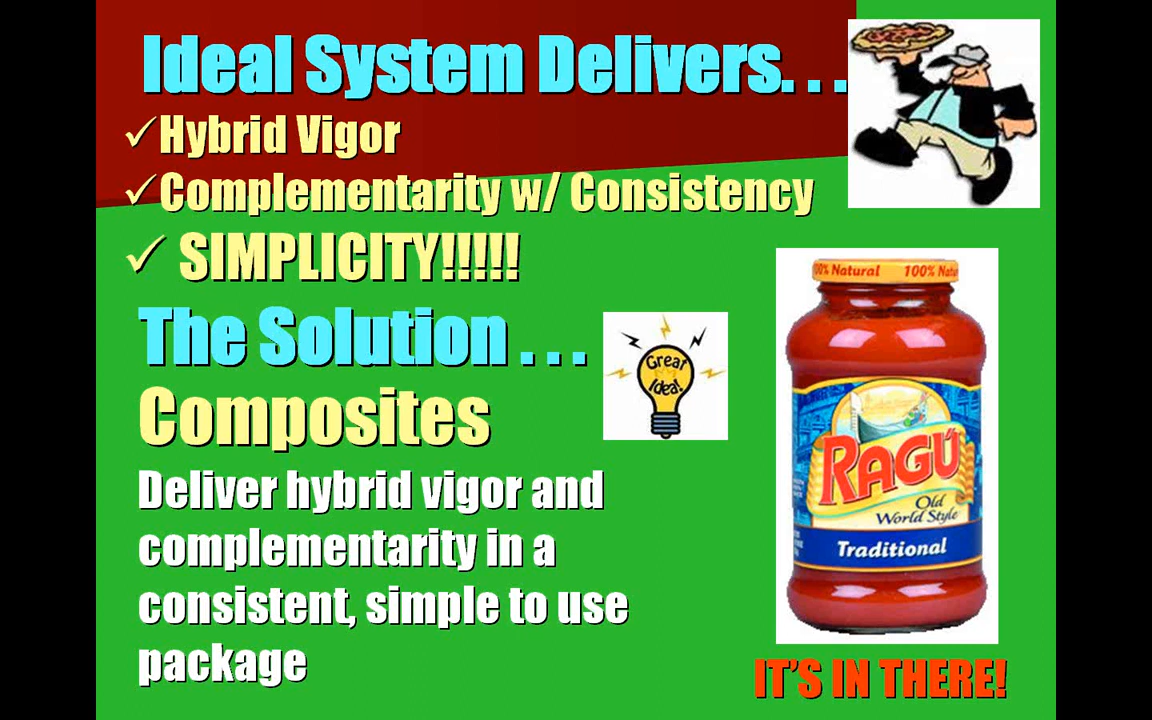 Ideal System Delivers. . .
✓Hybrid Vigor
✓Complementarity w/ Consistency
✓ SIMPLICITY!!!!!
The Solution . . .
Great
Idea!
Composites
Deliver hybrid vigor and
complementarity in a
consistent, simple to use
package
100% Natural 100% Natu
RAGÚ
Old
World Style
Traditional
IT'S IN THERE!